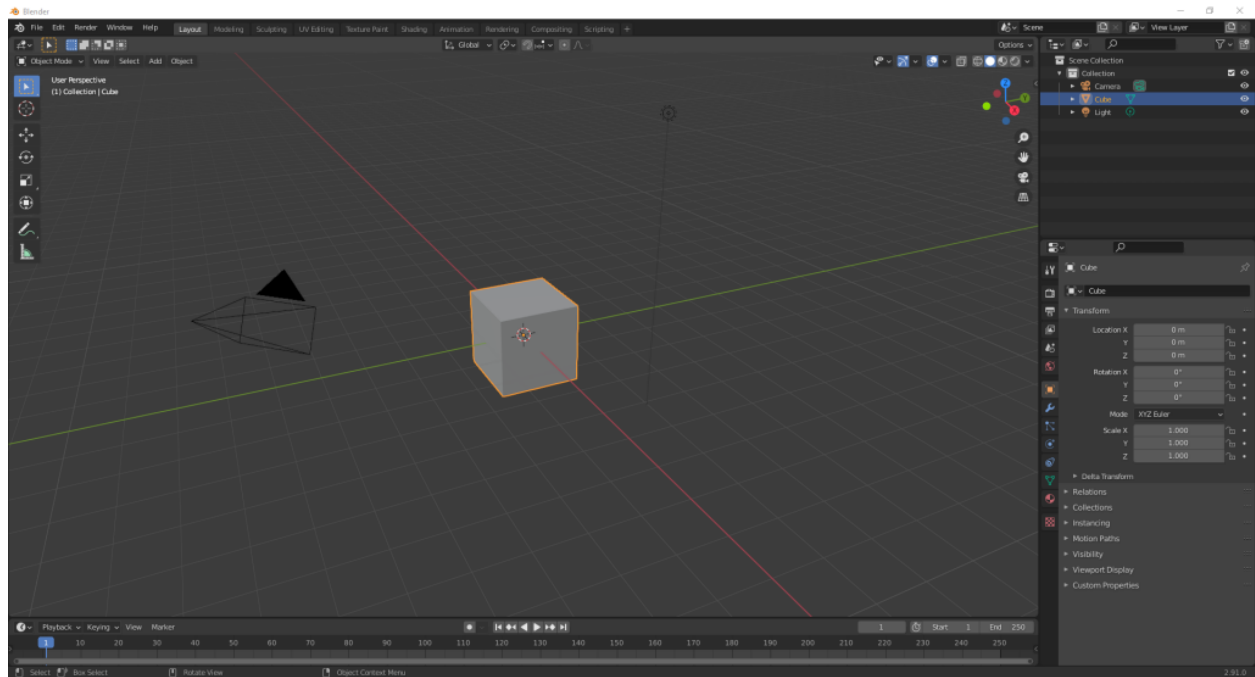 Blender
File Edit Render Window Help Layout Modeling Sculpting UV Editing Texture Paint Shading Animation Rendering Compositing Scripting + Scene View Layer
Global Options
Object Mode View Select Add Object
User Perspective
(1) Collection | Cube
Z
Y
X
Scene Collection
Collection
Camera
Cube
Light
Cube
Cube
Transform
Location X 0 m
Y 0 m
Z 0 m
Rotation X 0°
Y 0°
Z 0°
Mode XYZ Euler
Scale X 1.000
Y 1.000
Z 1.000
Delta Transform
Relations
Collections
Instancing
Motion Paths
Visibility
Viewport Display
Custom Properties
Playback Keying View Marker 1 Start 1 End 250
1 10 20 30 40 50 60 70 80 90 100 110 120 130 140 150 160 170 180 190 200 210 220 230 240 250
Select Box Select Rotate View Object Context Menu 2.91.0